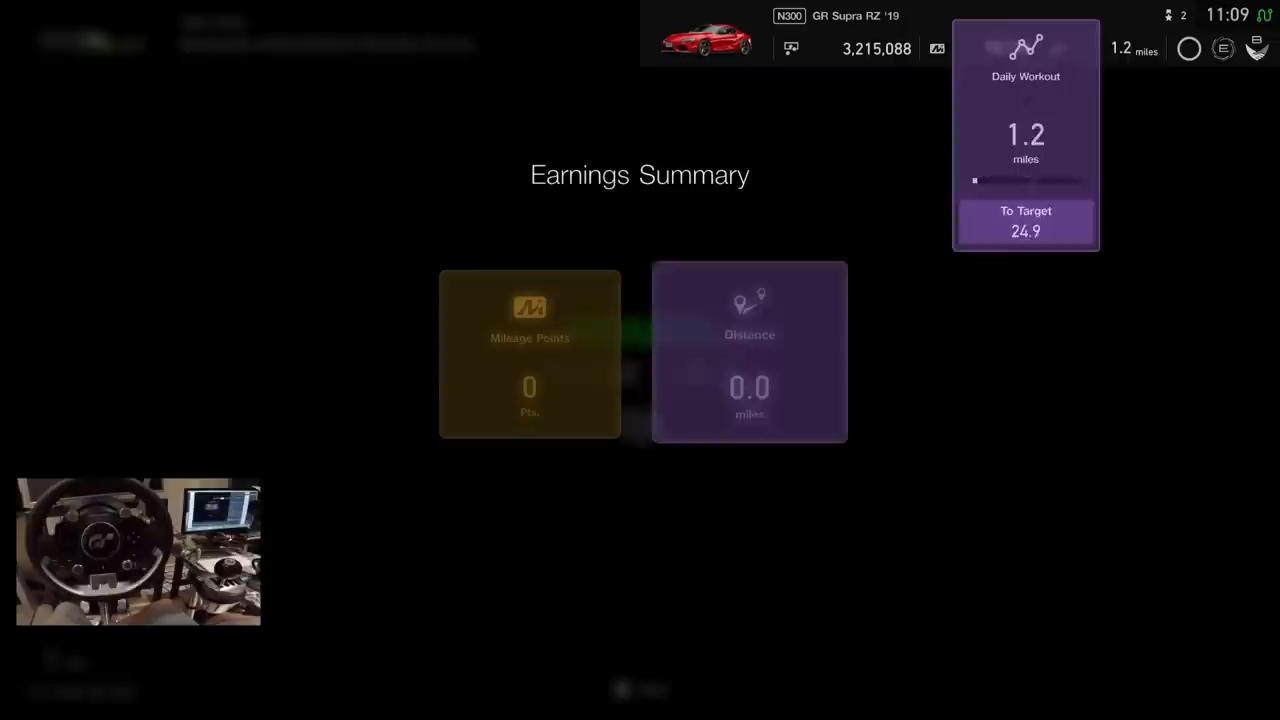 N300 GR Supra RZ '19
2 11:09
3,215,088
1.2 miles
E
B
Daily Workout
1.2
miles
To Target
24.9
Earnings Summary
Mileage Points
0
Pts.
Distance
0.0
miles
GT